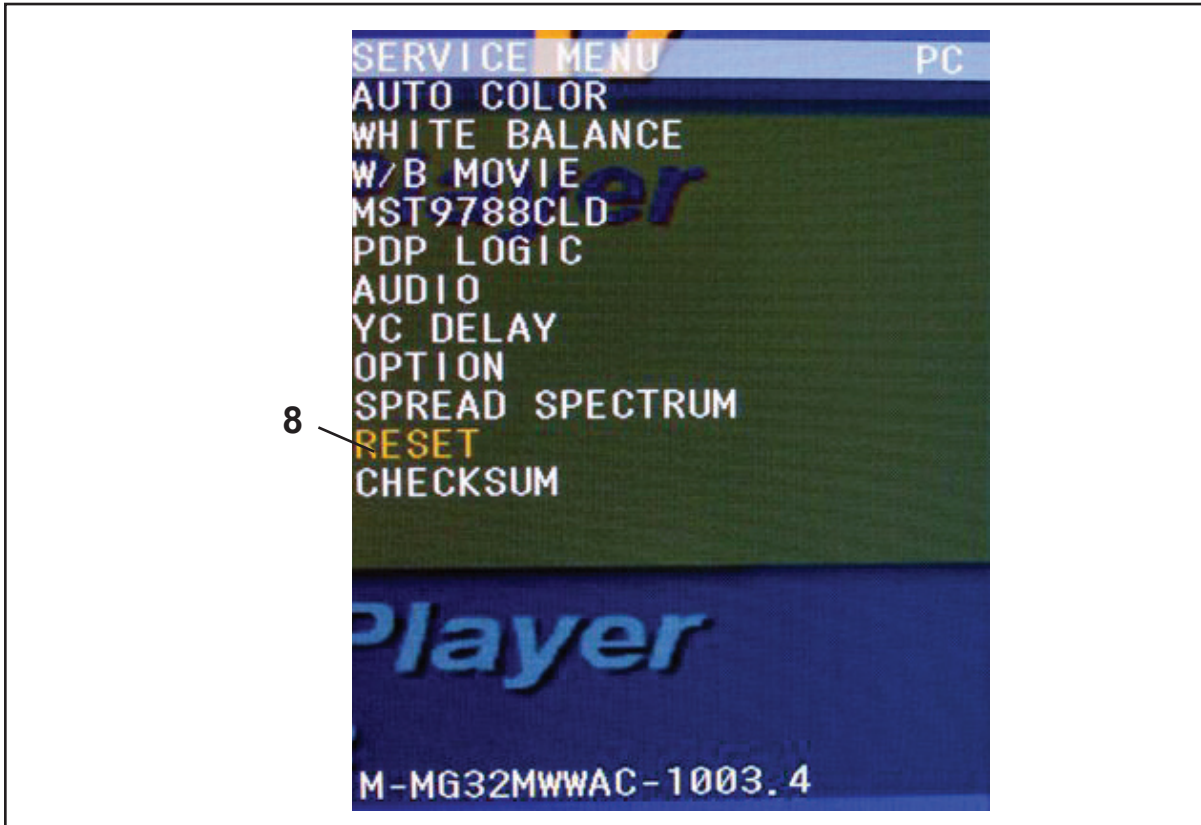 SERVICE MENU PC
AUTO COLOR
WHITE BALANCE
W/B MOVIE
Player
MST9788CLD
PDP LOGIC
AUDIO
YC DELAY
OPTION
SPREAD SPECTRUM
8 RESET
CHECKSUM
Player
M-MG32MWWAC-1003.4